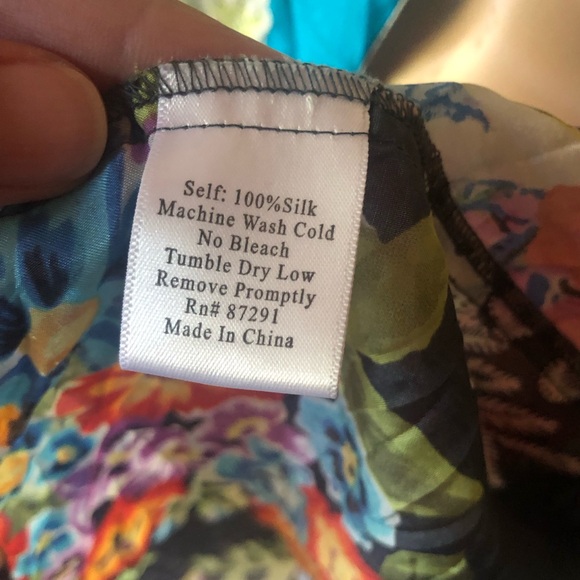 Self: 100%Silk
Machine Wash Cold
No Bleach
Tumble Dry Low
Remove Promptly
Rn# 87291
Made In China